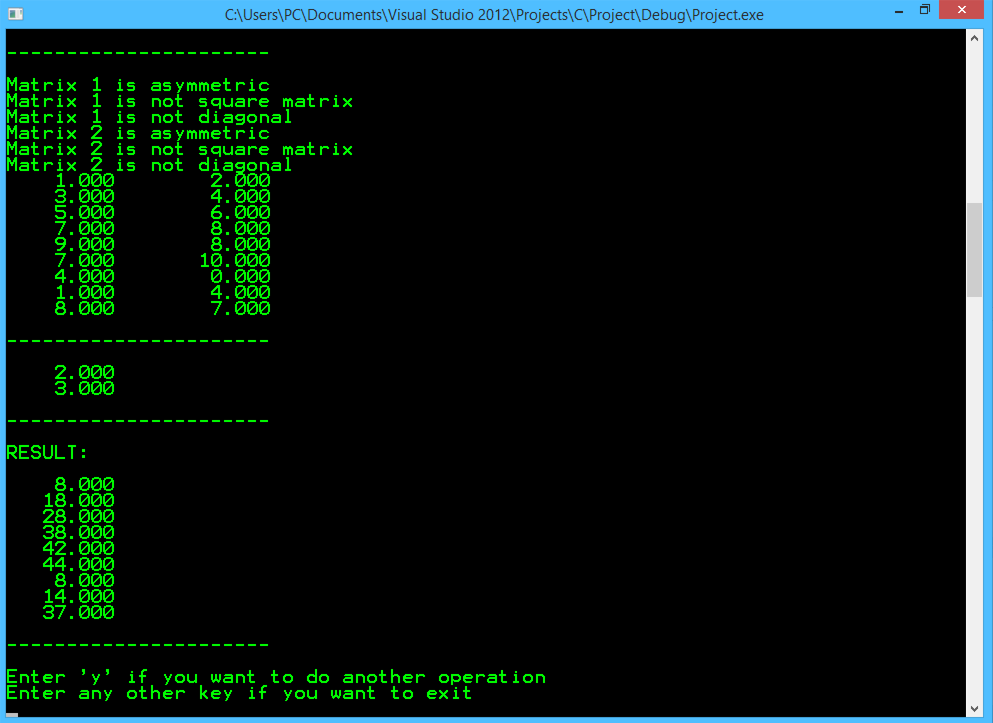 C:\Users\PC\Documents\Visual Studio 2012\Projects\C\Project\Debug\Project.exe
----------------------
Matrix 1 is asymmetric
Matrix 1 is not square matrix
Matrix 1 is not diagonal
Matrix 2 is asymmetric
Matrix 2 is not square matrix
Matrix 2 is not diagonal
1.000 2.000
3.000 4.000
5.000 6.000
7.000 8.000
9.000 8.000
7.000 10.000
4.000 0.000
1.000 4.000
8.000 7.000
----------------------
2.000
3.000
----------------------
RESULT:
8.000
18.000
28.000
38.000
42.000
44.000
8.000
14.000
37.000
----------------------
Enter 'y' if you want to do another operation
Enter any other key if you want to exit